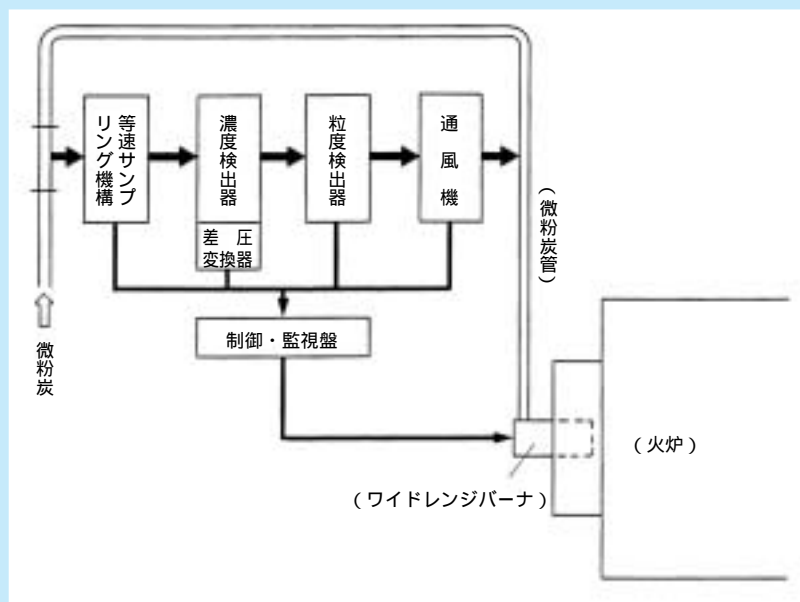 等速サンプ
リング機構
濃度検出器
差 圧
変換器
粒度検出器
通風機
(微粉炭管)
微粉炭
制御・監視盤
(火炉)
(ワイドレンジバーナ)